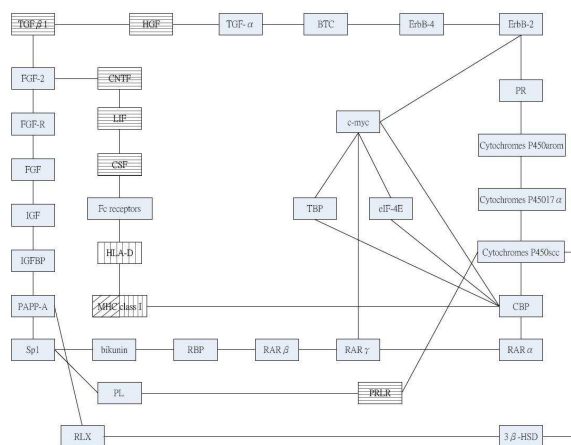 TGFβ1
HGF
TGF-α
BTC
ErbB-4
ErbB-2
FGF-2
CNTF
PR
FGF-R
LIF
c-myc
Cytochromes P450arom
FGF
CSF
IGF
Fc receptors
TBP
eIF-4E
Cytochromes P45017α
IGFBP
HLA-D
Cytochromes P450scc
PAPP-A
MHC class I
CBP
Sp1
bikunin
RBP
RARβ
RARγ
RARα
PL
PRLR
RLX
3β-HSD